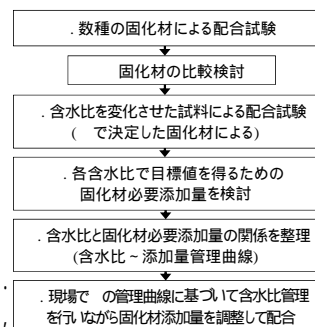 .数種の固化材による配合試験
固化材の比較検討
.含水比を変化させた試料による配合試験
(　で決定した固化材による)
.各含水比で目標値を得るための
固化材必要添加量を検討
.含水比と固化材必要添加量の関係を整理
(含水比～添加量管理曲線)
.現場で　の管理曲線に基づいて含水比管理
を行いながら固化材添加量を調整して配合